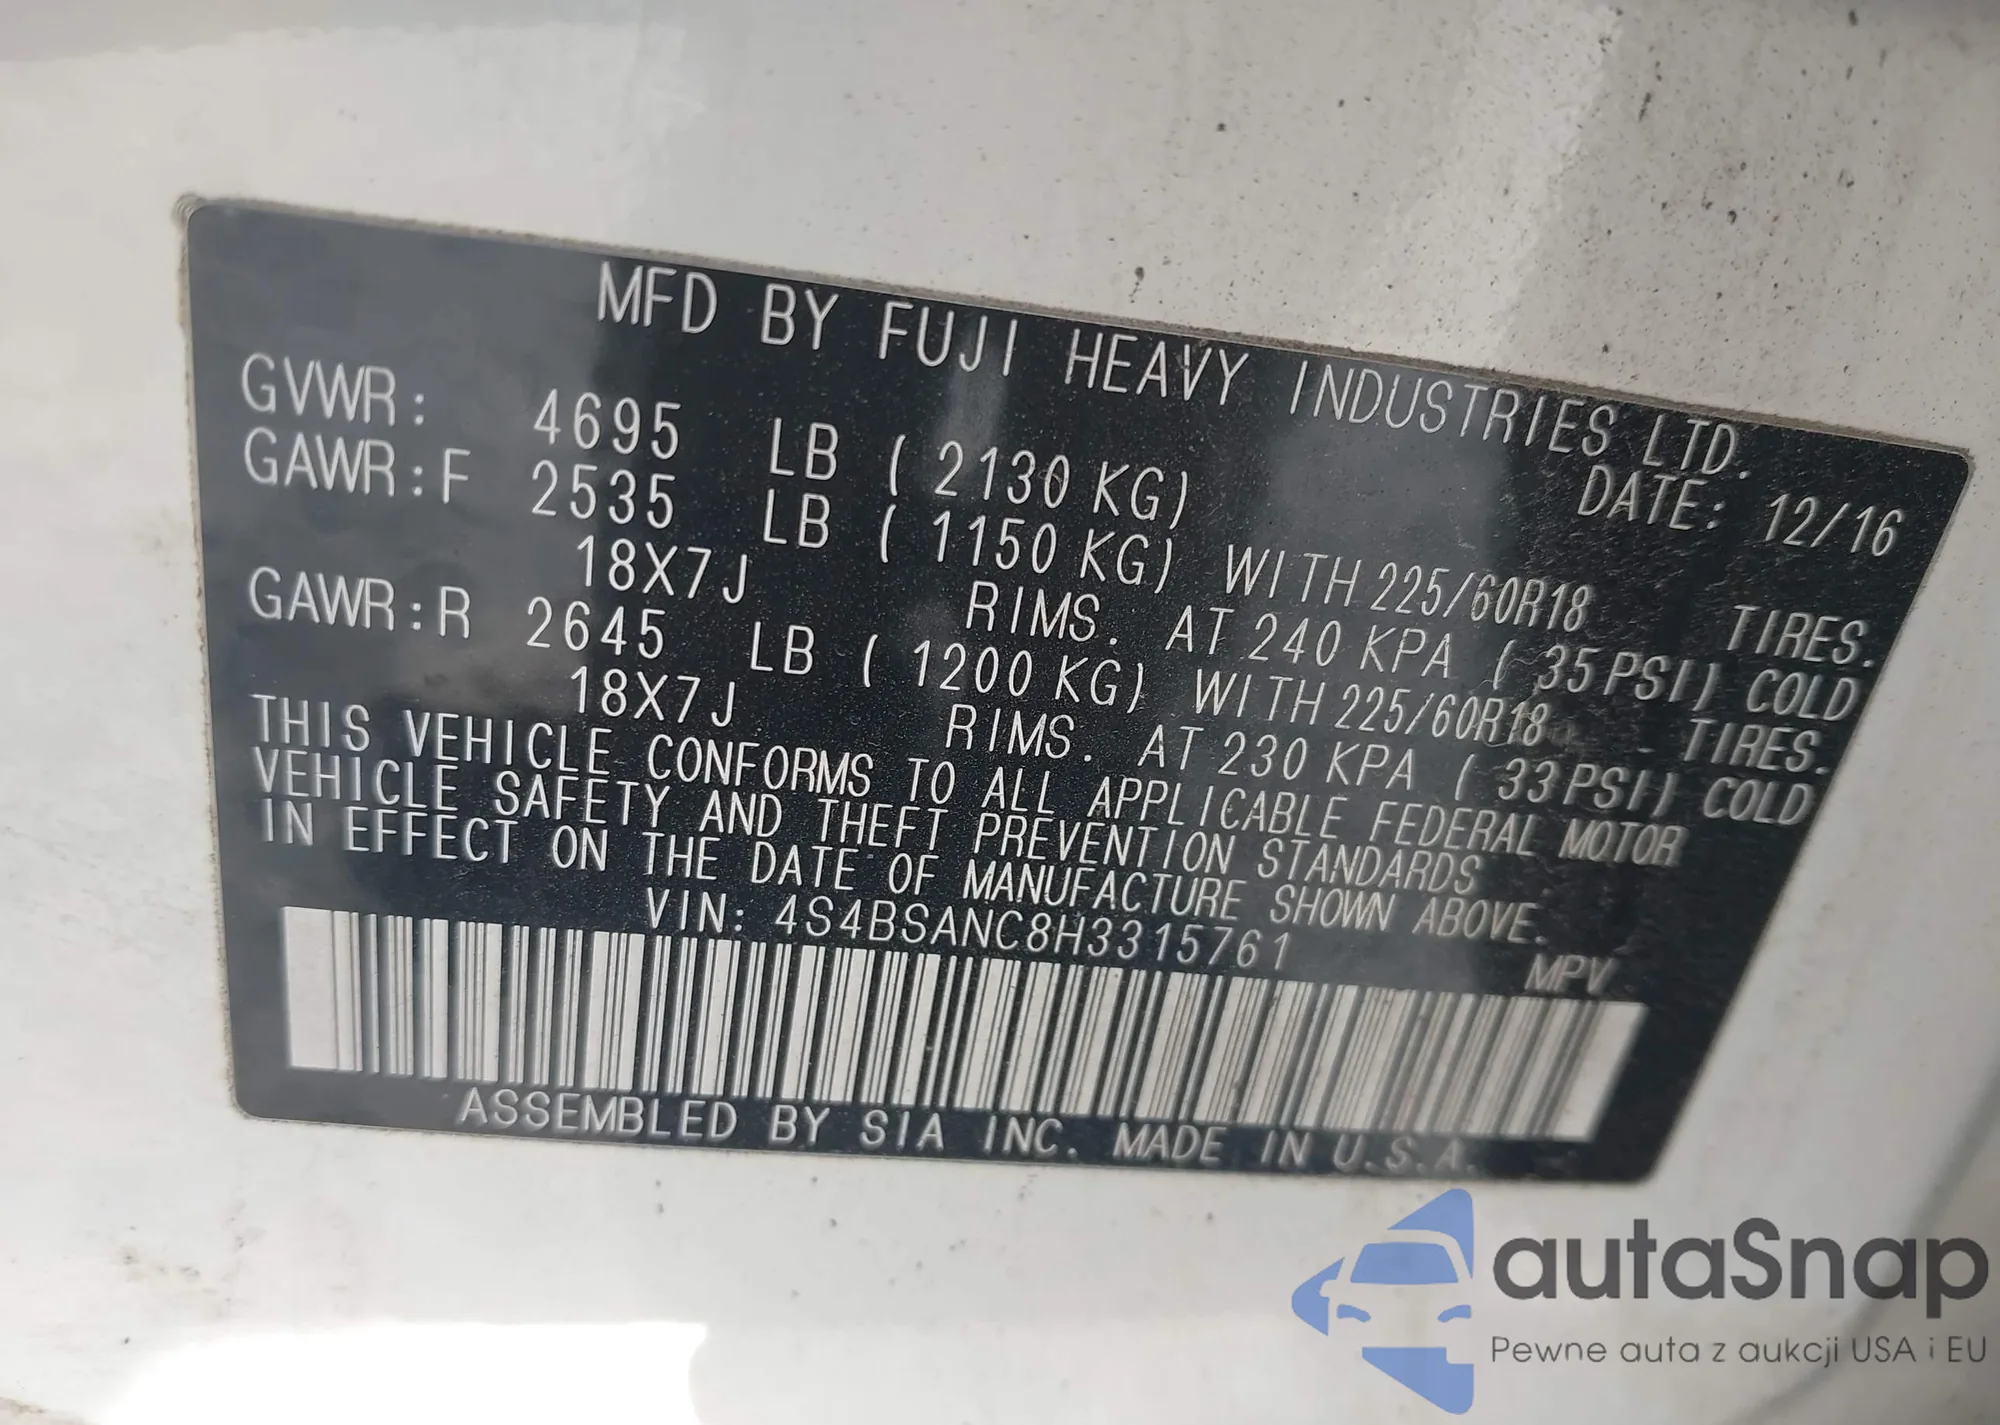 MFD BY FUJI HEAVY INDUSTRIES LTD.
DATE: 12/16
GVWR: 4695 LB ( 2130 KG)
GAWR:F 2535 LB ( 1150 KG) WITH 225/60R18 TIRES.
18X7J RIMS. AT 240 KPA ( 35 PSI) COLD
GAWR:R 2645 LB ( 1200 KG) WITH 225/60R18 TIRES.
18X7J RIMS. AT 230 KPA ( 33 PSI) COLD
THIS VEHICLE CONFORMS TO ALL APPLICABLE FEDERAL MOTOR
VEHICLE SAFETY AND THEFT PREVENTION STANDARDS
IN EFFECT ON THE DATE OF MANUFACTURE SHOWN ABOVE.
VIN: 4S4BSANC8H3315761 MPV
ASSEMBLED BY SIA INC. MADE IN U.S.A.
autaSnap
Pewne auta z aukcji USA i EU